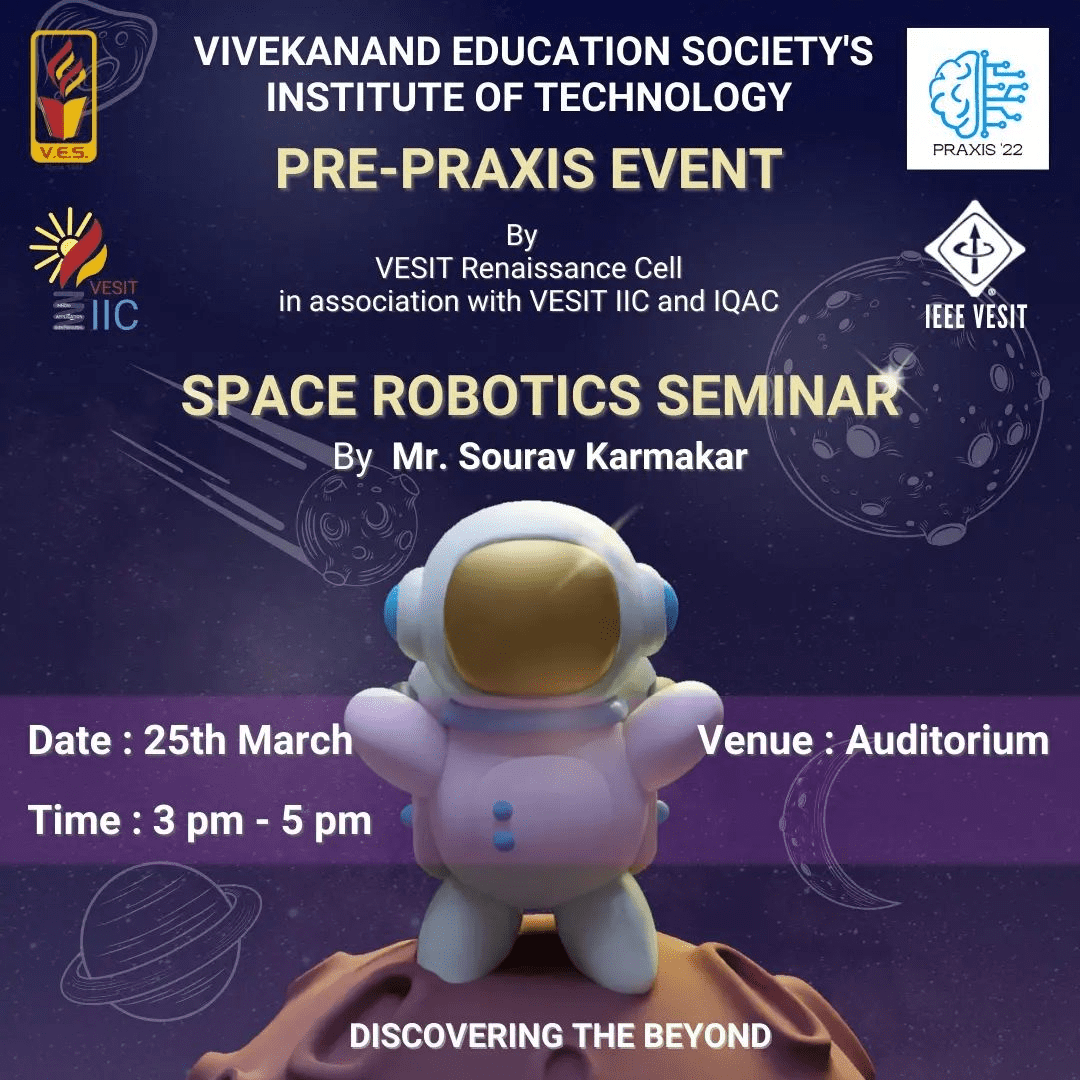 VIVEKANAND EDUCATION SOCIETY'S
INSTITUTE OF TECHNOLOGY
V.E.S.
PRAXIS '22
PRE-PRAXIS EVENT
By
VESIT Renaissance Cell
in association with VESIT IIC and IQAC
VESIT
IIC
IEEE VESIT
SPACE ROBOTICS SEMINAR
By Mr. Sourav Karmakar
Date : 25th March
Venue : Auditorium
Time : 3 pm - 5 pm
DISCOVERING THE BEYOND